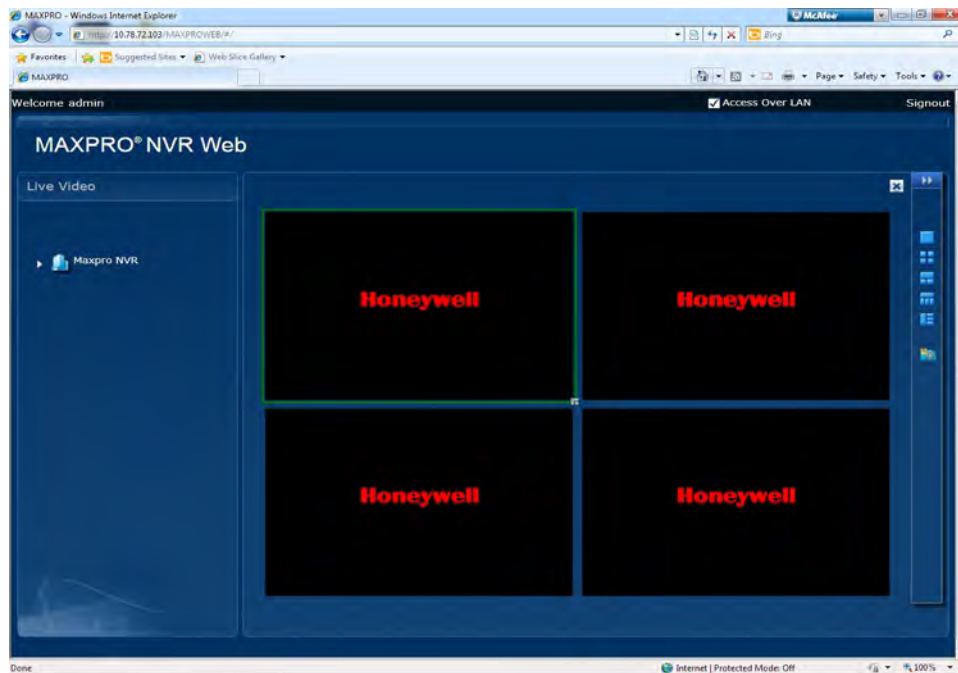 MAXPRO - Windows Internet Explorer
McAfee
10.78.72.103/MAXPROWEB/#/
Bing
Favorites Suggested Sites Web Slice Gallery
MAXPRO
Page Safety Tools
Welcome admin
Access Over LAN
Signout
MAXPRO® NVR Web
Live Video
Maxpro NVR
Honeywell
Honeywell
Honeywell
Honeywell
Done
Internet | Protected Mode: Off
100%